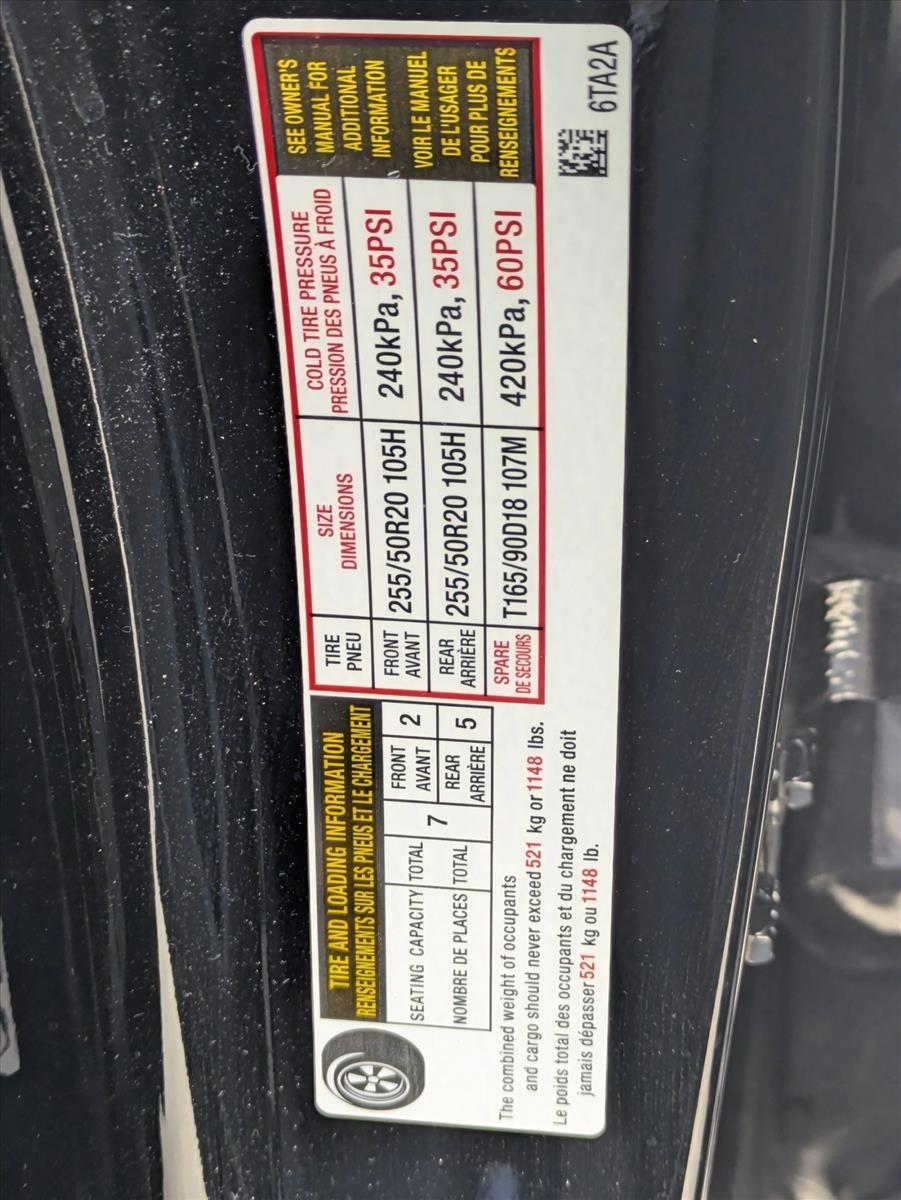 TIRE AND LOADING INFORMATION
RENSEIGNEMENTS SUR LES PNEUS ET LE CHARGEMENT
SEATING CAPACITY TOTAL
NOMBRE DE PLACES TOTAL
7
FRONT
AVANT
2
REAR
ARRIÈRE
5
The combined weight of occupants
and cargo should never exceed 521 kg or 1148 lbs.
Le poids total des occupants et du chargement ne doit
jamais dépasser 521 kg ou 1148 lb.
TIRE
PNEU
SIZE
DIMENSIONS
COLD TIRE PRESSURE
PRESSION DES PNEUS À FROID
FRONT
AVANT
255/50R20 105H
240kPa, 35PSI
REAR
ARRIÈRE
255/50R20 105H
240kPa, 35PSI
SPARE
DE SECOURS
T165/90D18 107M
420kPa, 60PSI
SEE OWNER'S
MANUAL FOR
ADDITIONAL
INFORMATION
VOIR LE MANUEL
DE L'USAGER
POUR PLUS DE
RENSEIGNEMENTS
6TA2A